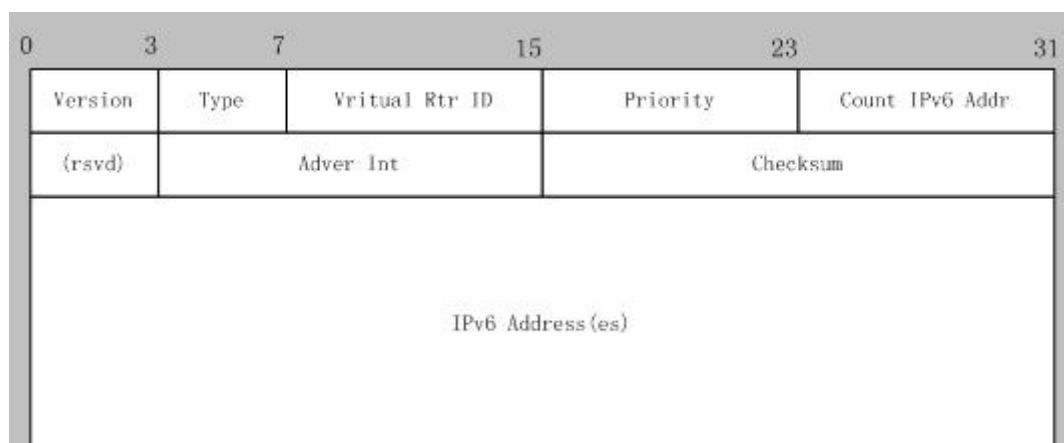 0 3 7 15 23 31
Version Type Vritual Rtr ID Priority Count IPv6 Addr
(rsvd) Adver Int Checksum
IPv6 Address(es)